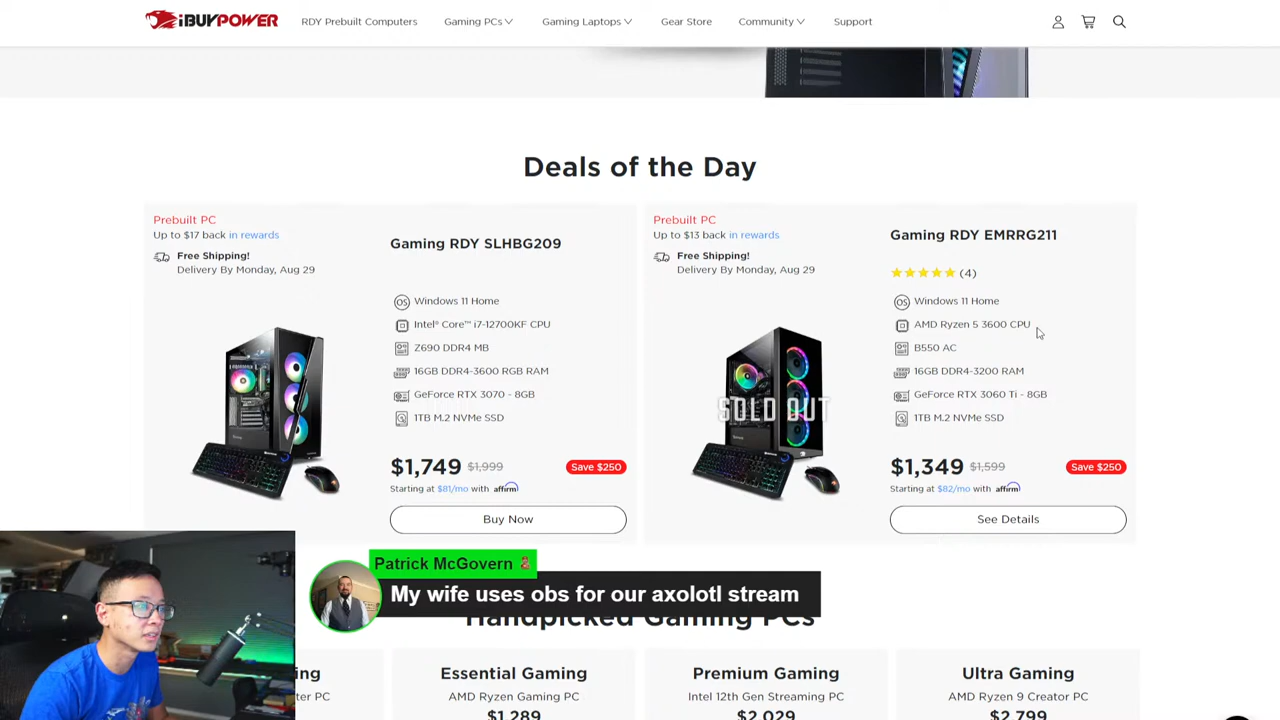 iBUYPOWER
RDY Prebuilt Computers
Gaming PCs
Gaming Laptops
Gear Store
Community
Support
Deals of the Day
Prebuilt PC
Up to $17 back in rewards
Free Shipping!
Delivery By Monday, Aug 29
Gaming RDY SLHBG209
OS Windows 11 Home
Intel® Core™ i7-12700KF CPU
Z690 DDR4 MB
16GB DDR4-3600 RGB RAM
GeForce RTX 3070 - 8GB
1TB M.2 NVMe SSD
$1,749 $1,999
Save $250
Starting at $81/mo with affirm
Buy Now
Prebuilt PC
Up to $13 back in rewards
Free Shipping!
Delivery By Monday, Aug 29
SOLD OUT
Gaming RDY EMRRG211
(4)
OS Windows 11 Home
AMD Ryzen 5 3600 CPU
B550 AC
16GB DDR4-3200 RAM
GeForce RTX 3060 Ti - 8GB
1TB M.2 NVMe SSD
$1,349 $1,599
Save $250
Starting at $82/mo with affirm
See Details
Patrick McGovern
My wife uses obs for our axolotl stream
Handpicked Gaming PCs
Essential Gaming
AMD Ryzen Gaming PC
$1,289
Premium Gaming
Intel 12th Gen Streaming PC
$2,029
Ultra Gaming
AMD Ryzen 9 Creator PC
$2,799